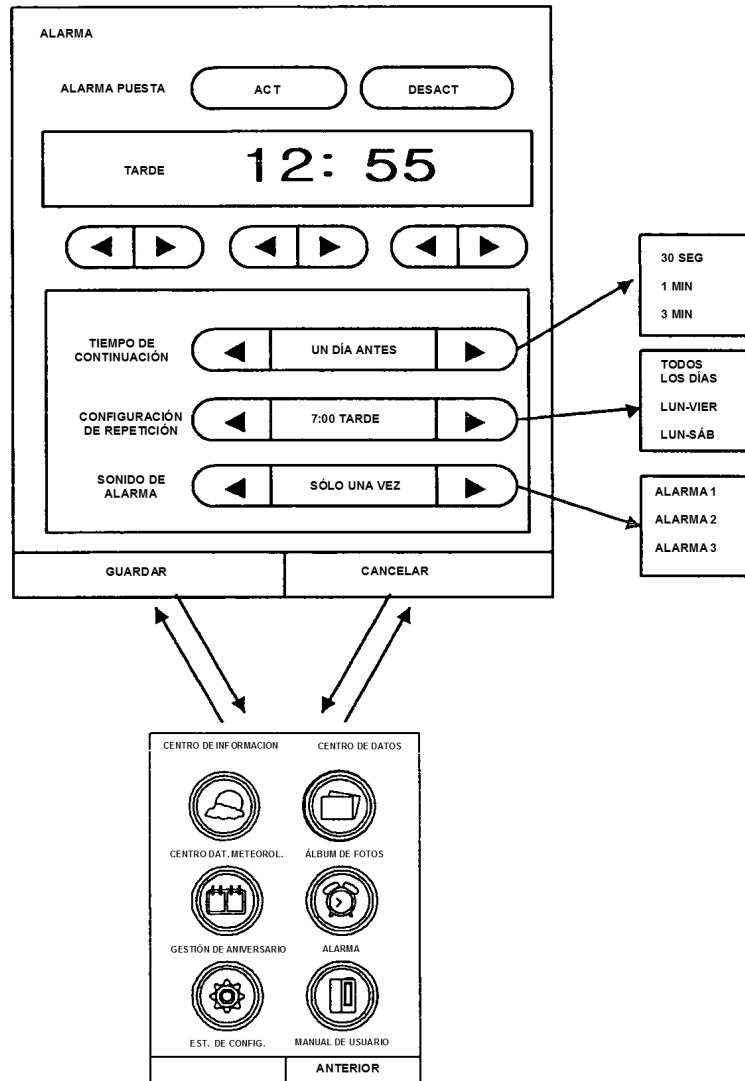 ALARMA
ALARMA PUESTA
ACT
DESACT
TARDE
12: 55
TIEMPO DE
CONTINUACIÓN
UN DÍA ANTES
CONFIGURACIÓN
DE REPETICIÓN
7:00 TARDE
SONIDO DE
ALARMA
SÓLO UNA VEZ
30 SEG
1 MIN
3 MIN
TODOS
LOS DÍAS
LUN-VIER
LUN-SÁB
ALARMA 1
ALARMA 2
ALARMA 3
GUARDAR
CANCELAR
CENTRO DE INFORMACIÓN
CENTRO DE DATOS
CENTRO DAT. METEOROL.
ÁLBUM DE FOTOS
GESTIÓN DE ANIVERSARIO
ALARMA
EST. DE CONFIG.
MANUAL DE USUARIO
ANTERIOR